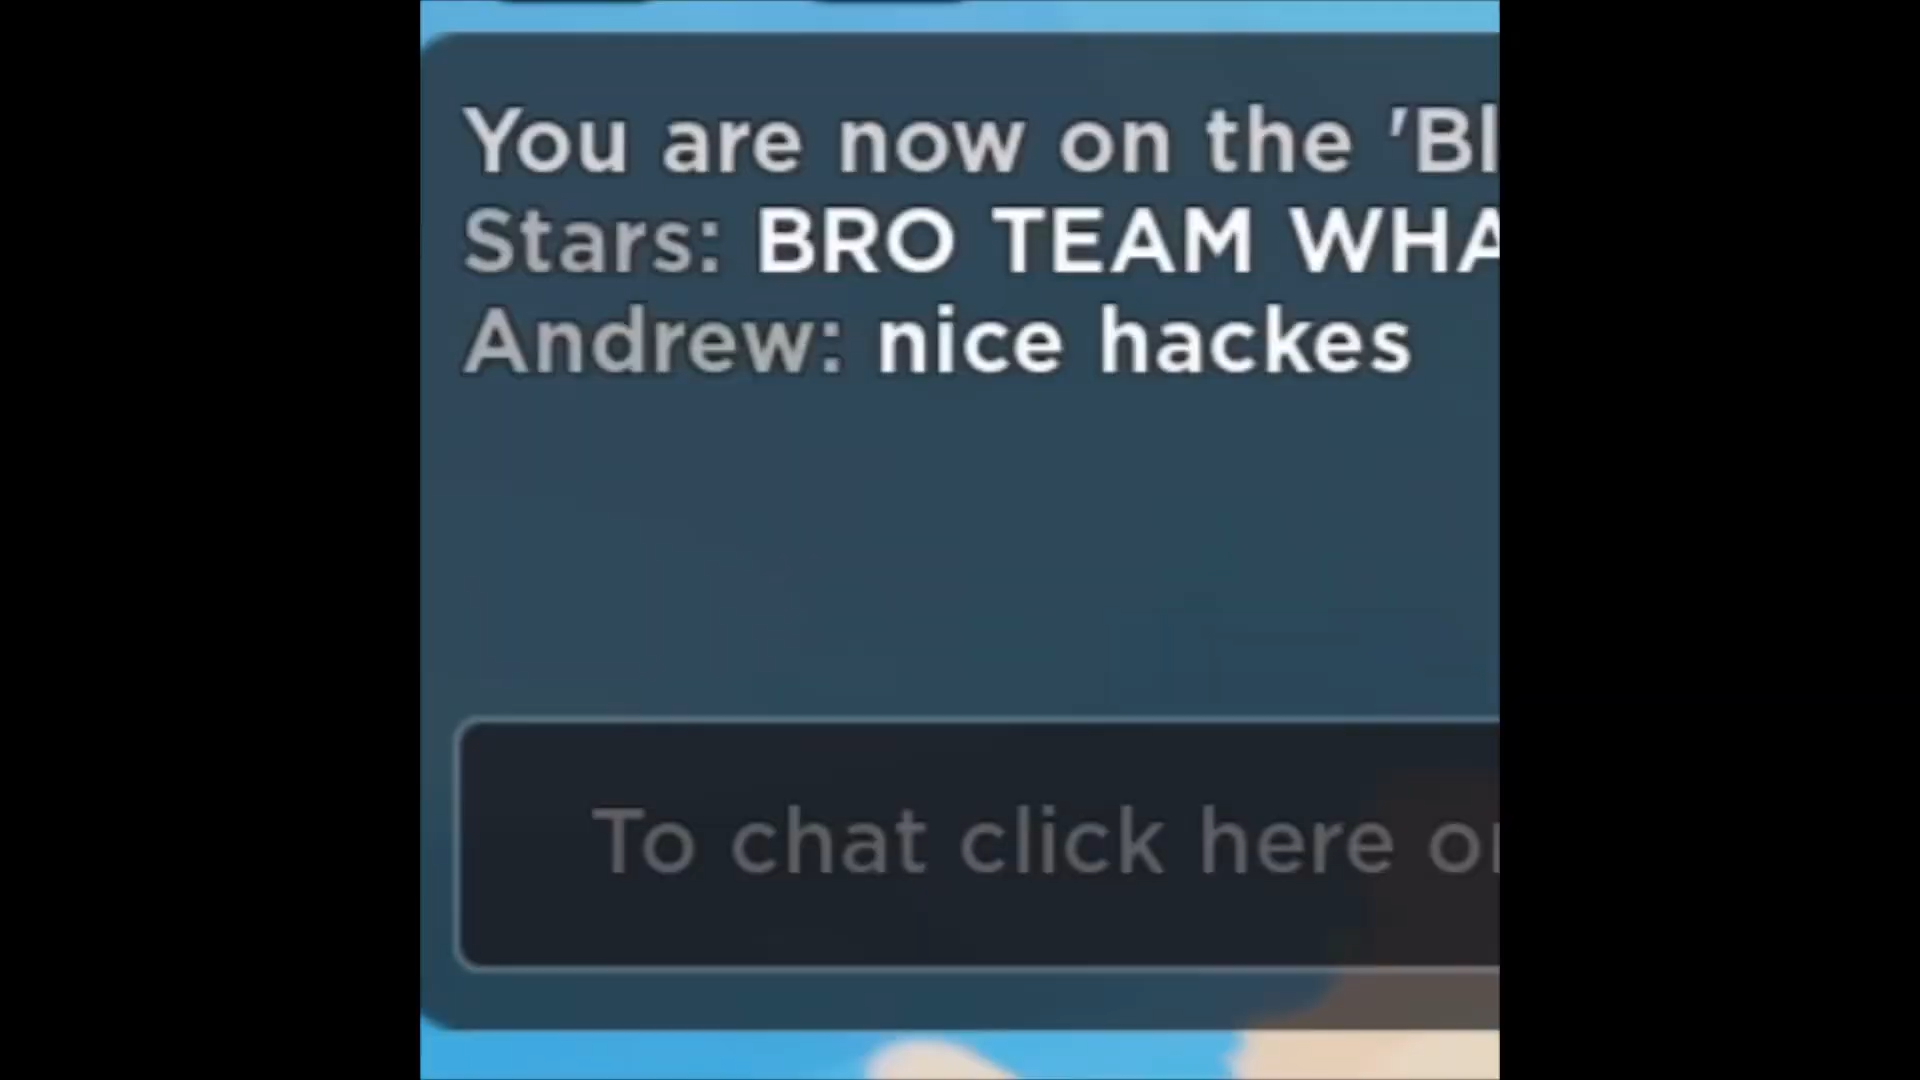 You are now on the 'Bl
Stars: BRO TEAM WHA
Andrew: nice hackes
To chat click here or